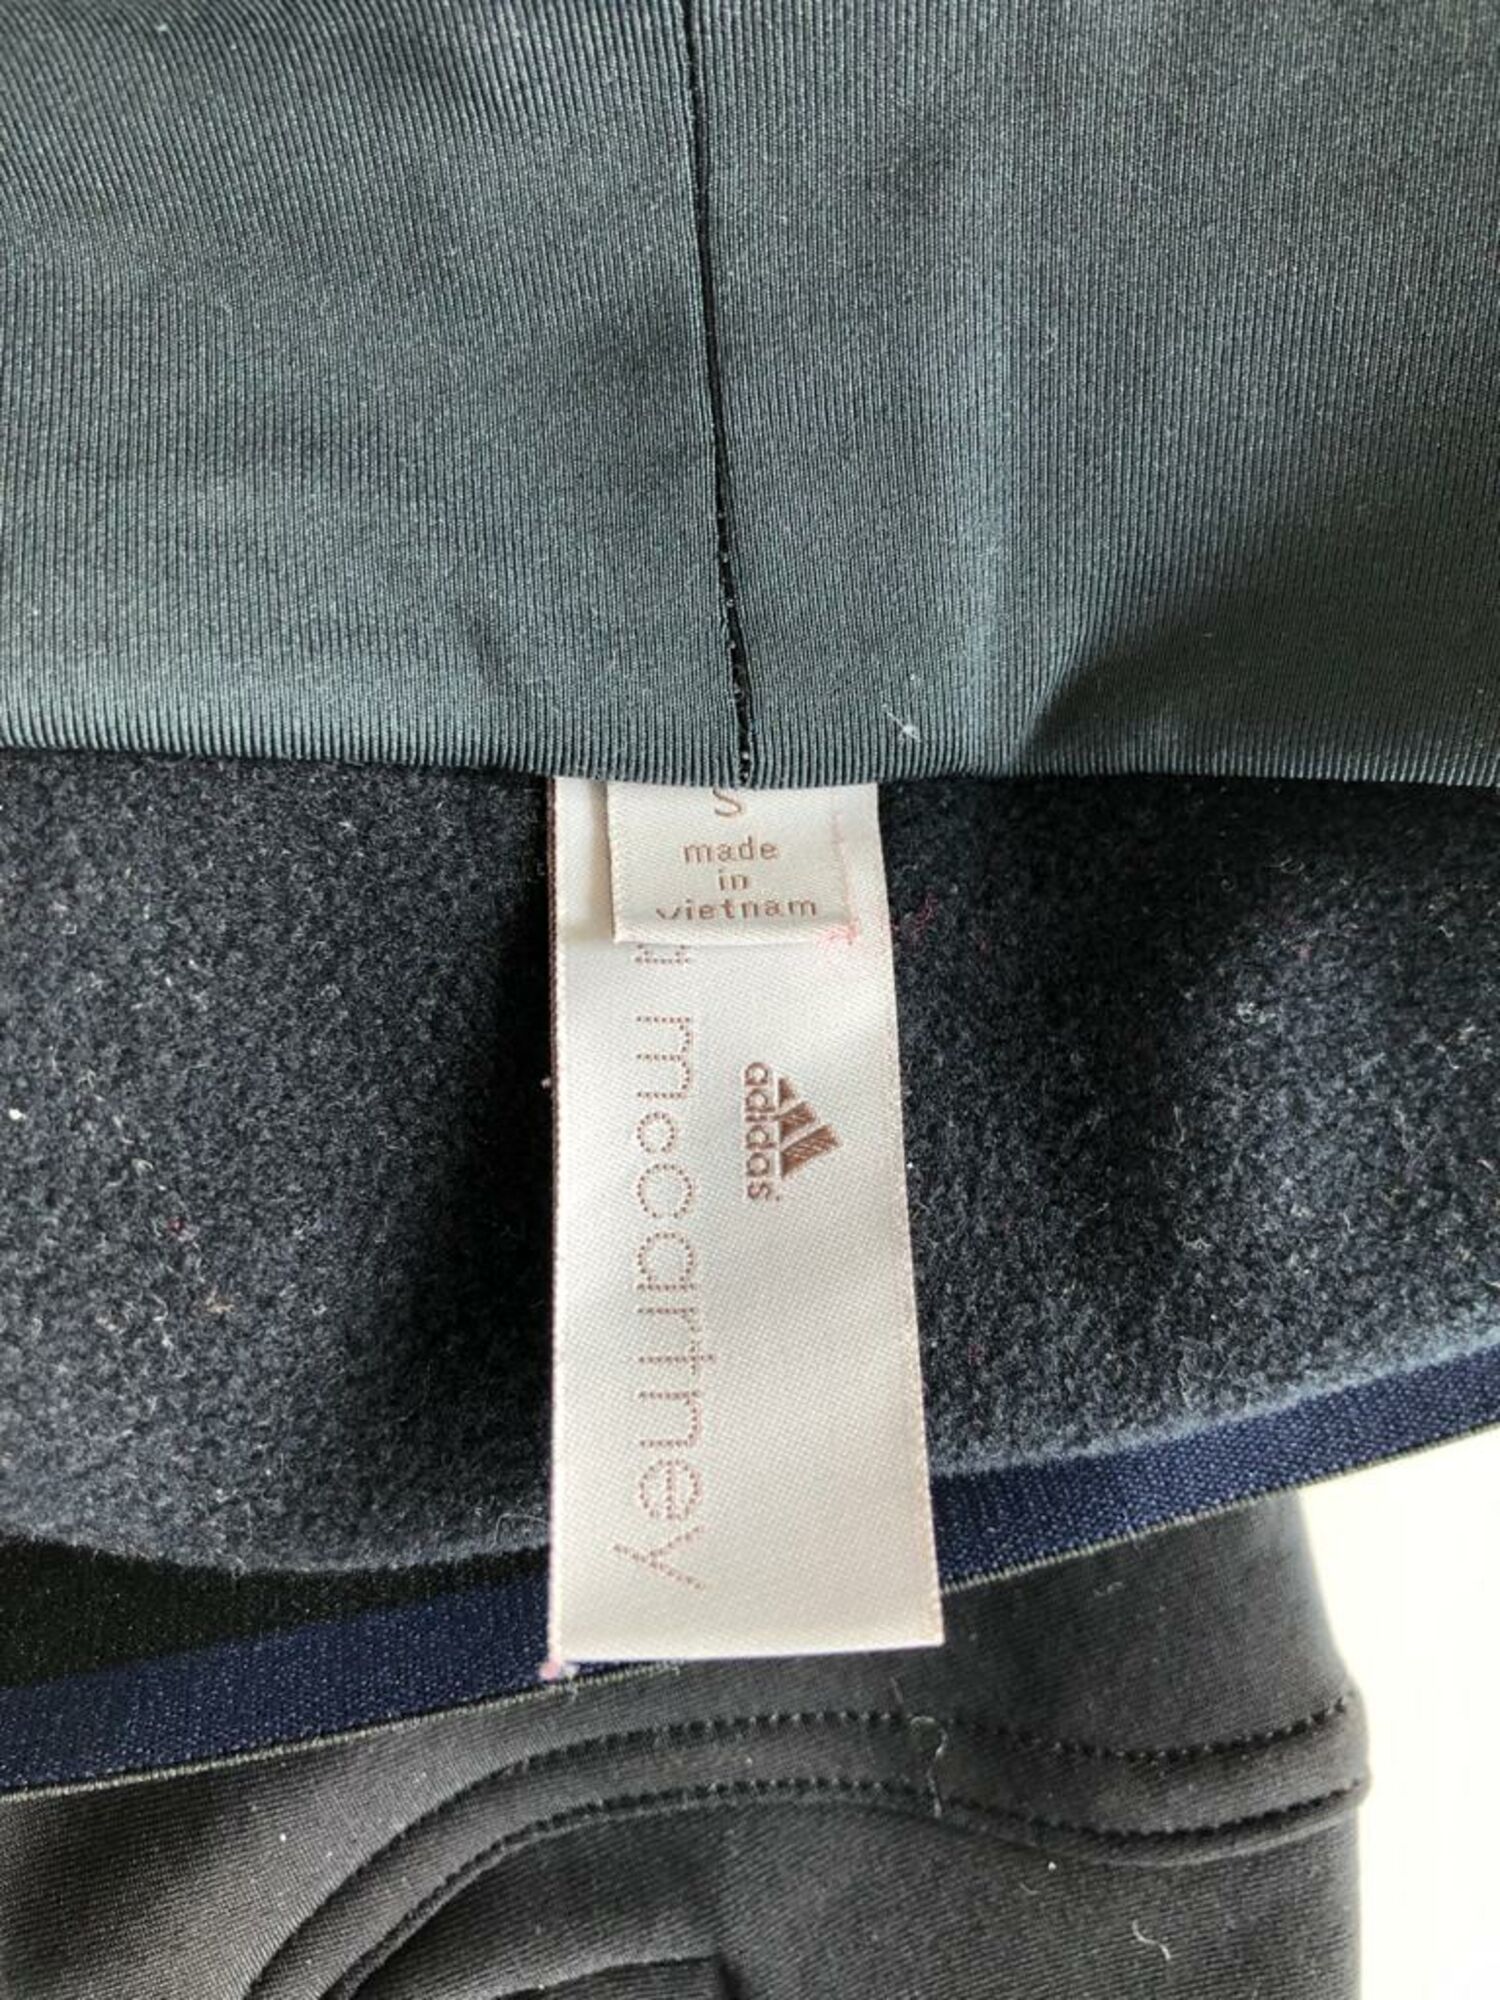 S
made
in
vietnam
adidas
mccartney